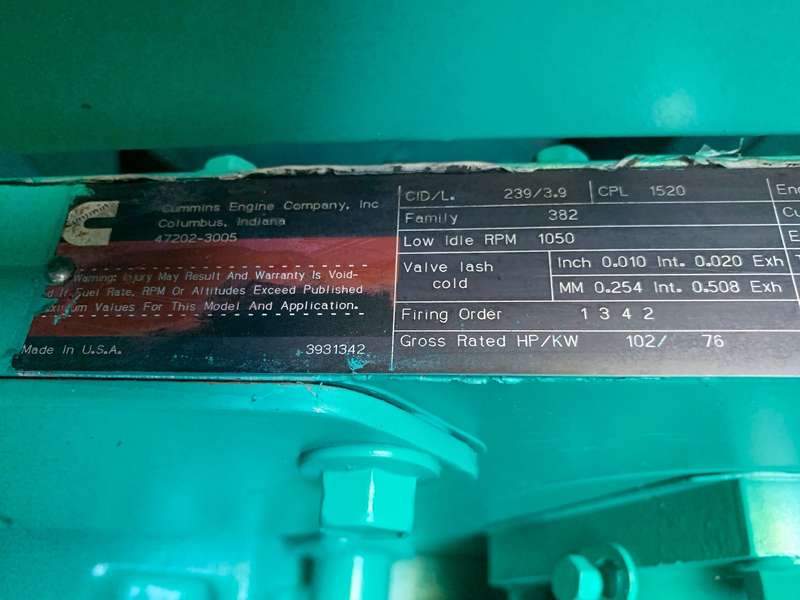 Cummins Engine Company, Inc
Columbus, Indiana
47202-3005
Warning: Injury May Result And Warranty Is Void-
d If Fuel Rate, RPM Or Altitudes Exceed Published
ximum Values For This Model And Application.
Made In U.S.A. 3931342
CID/L. 239/3.9 CPL 1520
Family 382
Low Idle RPM 1050
Valve lash
cold
Inch 0.010 Int. 0.020 Exh
MM 0.254 Int. 0.508 Exh
Firing Order 1 3 4 2
Gross Rated HP/KW 102/ 76
Eng
Cu
E